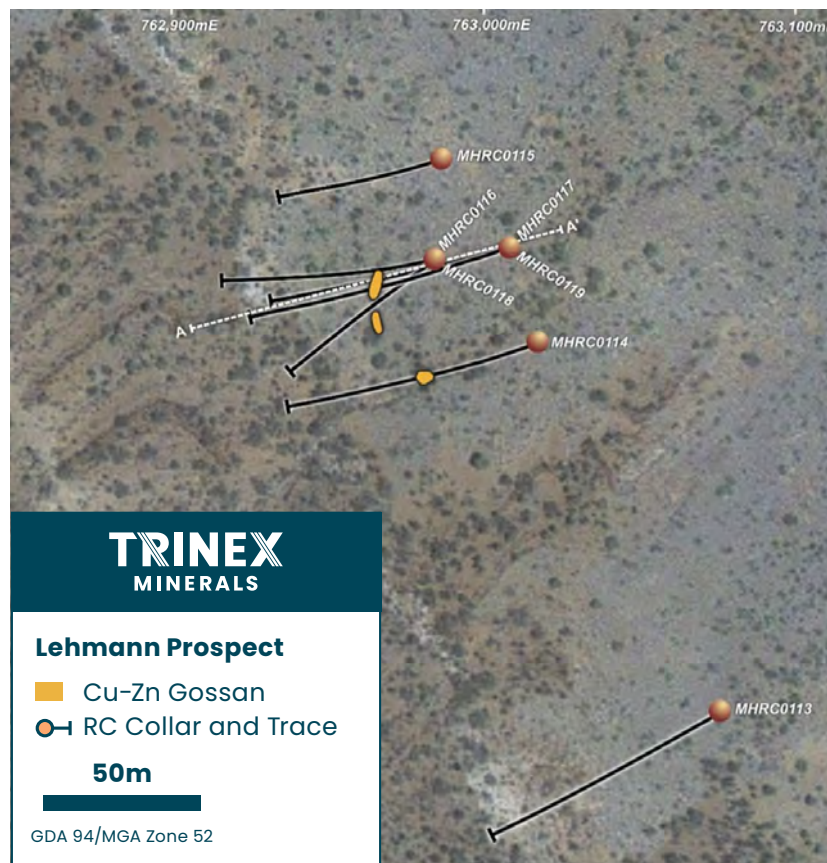 762,900mE
763,000mE
763,100m
MHRC0115
MHRC0116
MHRC0117
A'
MHRC0118
MHRC0119
A
MHRC0114
TRINEX
MINERALS
Lehmann Prospect
Cu-Zn Gossan
RC Collar and Trace
50m
GDA 94/MGA Zone 52
MHRC0113